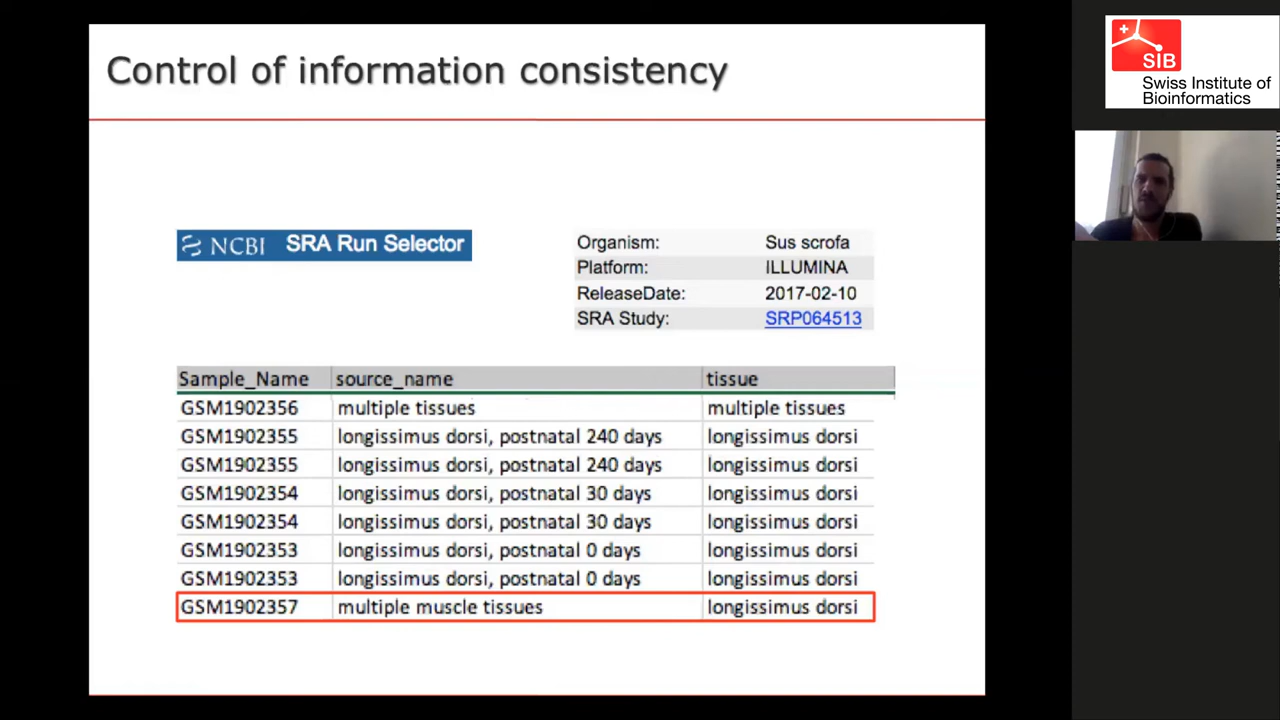 Control of information consistency
SIB
Swiss Institute of
Bioinformatics
NCBI SRA Run Selector
Organism: Sus scrofa
Platform: ILLUMINA
ReleaseDate: 2017-02-10
SRA Study: SRP064513
Sample_Name source_name tissue
GSM1902356 multiple tissues multiple tissues
GSM1902355 longissimus dorsi, postnatal 240 days longissimus dorsi
GSM1902355 longissimus dorsi, postnatal 240 days longissimus dorsi
GSM1902354 longissimus dorsi, postnatal 30 days longissimus dorsi
GSM1902354 longissimus dorsi, postnatal 30 days longissimus dorsi
GSM1902353 longissimus dorsi, postnatal 0 days longissimus dorsi
GSM1902353 longissimus dorsi, postnatal 0 days longissimus dorsi
GSM1902357 multiple muscle tissues longissimus dorsi